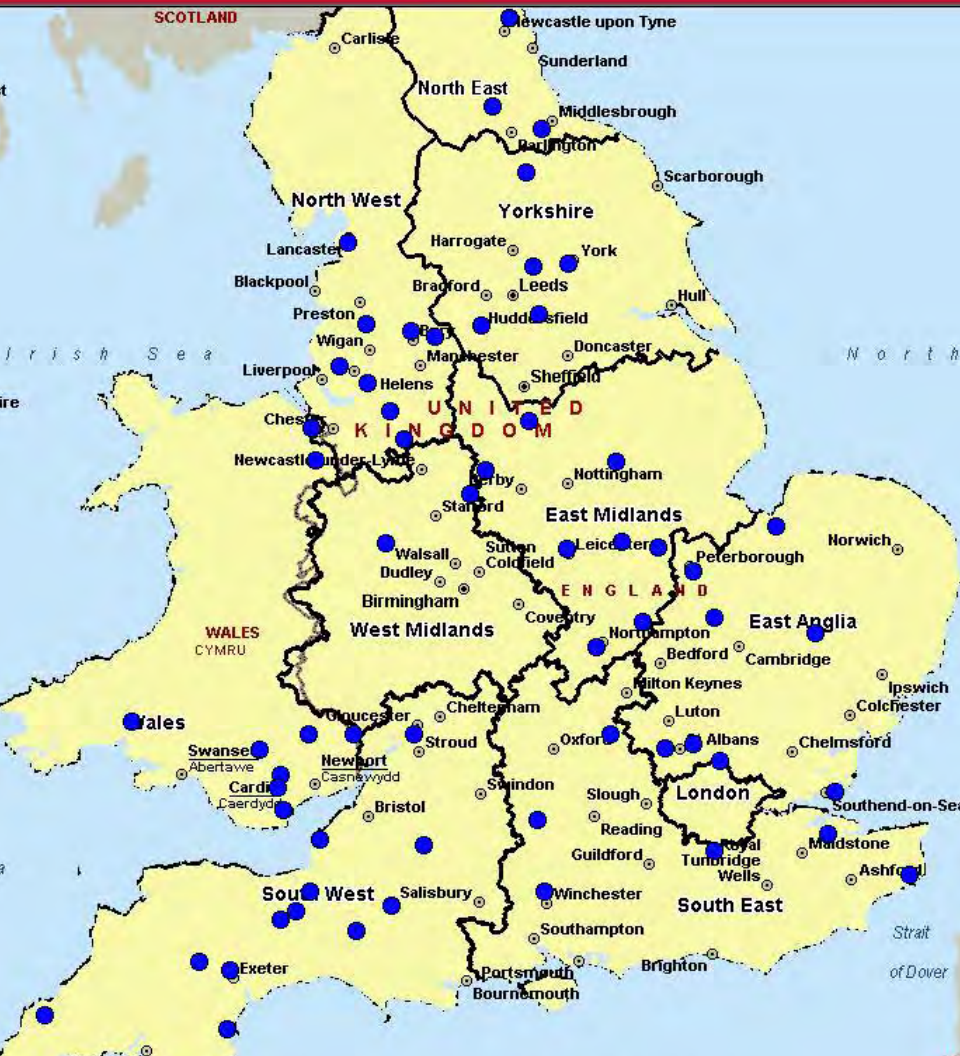 SCOTLAND
Newcastle upon Tyne
Carlisle
Sunderland
North East
Middlesbrough
Darlington
Scarborough
North West
Yorkshire
Harrogate
York
Lancaster
Blackpool
Bradford
Leeds
Hull
Preston
Huddersfield
Bury
Wigan
Irish Sea
Doncaster
North
Manchester
Liverpool
Helens
Sheffield
ire
UNITED
Chester
KINGDOM
Newcastle-under-Lyme
Derby
Nottingham
Stafford
East Midlands
Norwich
Walsall
Sutton
Coldfield
Leicester
Peterborough
Dudley
ENGLAND
Birmingham
Coventry
East Anglia
WALES
CYMRU
West Midlands
Northampton
Bedford
Cambridge
Milton Keynes
Ipswich
Wales
Gloucester
Cheltenham
Luton
Colchester
Swansea
Abertawe
Newport
Casnewydd
Stroud
Oxford
Albans
Chelmsford
Cardiff
Caerdydd
Swindon
Slough
London
Southend-on-Sea
Bristol
Reading
Royal
Tunbridge
Wells
Maidstone
Guildford
Ashford
South West
Salisbury
Winchester
South East
Southampton
Strait
of Dover
Exeter
Brighton
Portsmouth
Bournemouth